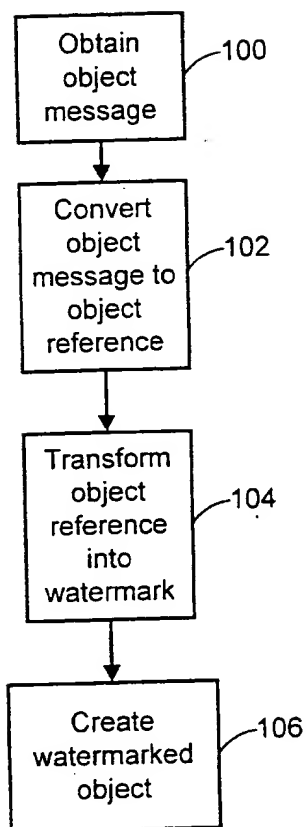 Obtain
object
message
100
Convert
object
message to
object
reference
102
Transform
object
reference
into
watermark
104
Create
watermarked
object
106